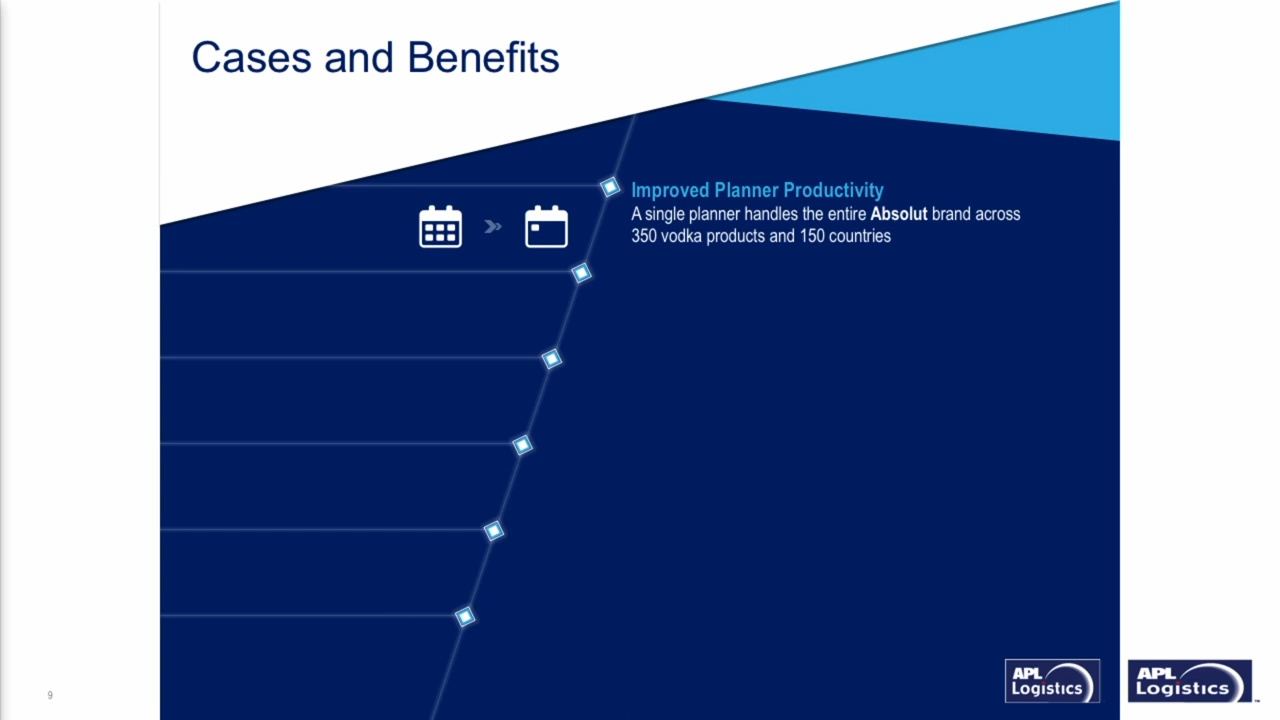 Cases and Benefits
Improved Planner Productivity
A single planner handles the entire Absolut brand across
350 vodka products and 150 countries
9
APL
Logistics
APL
Logistics
™